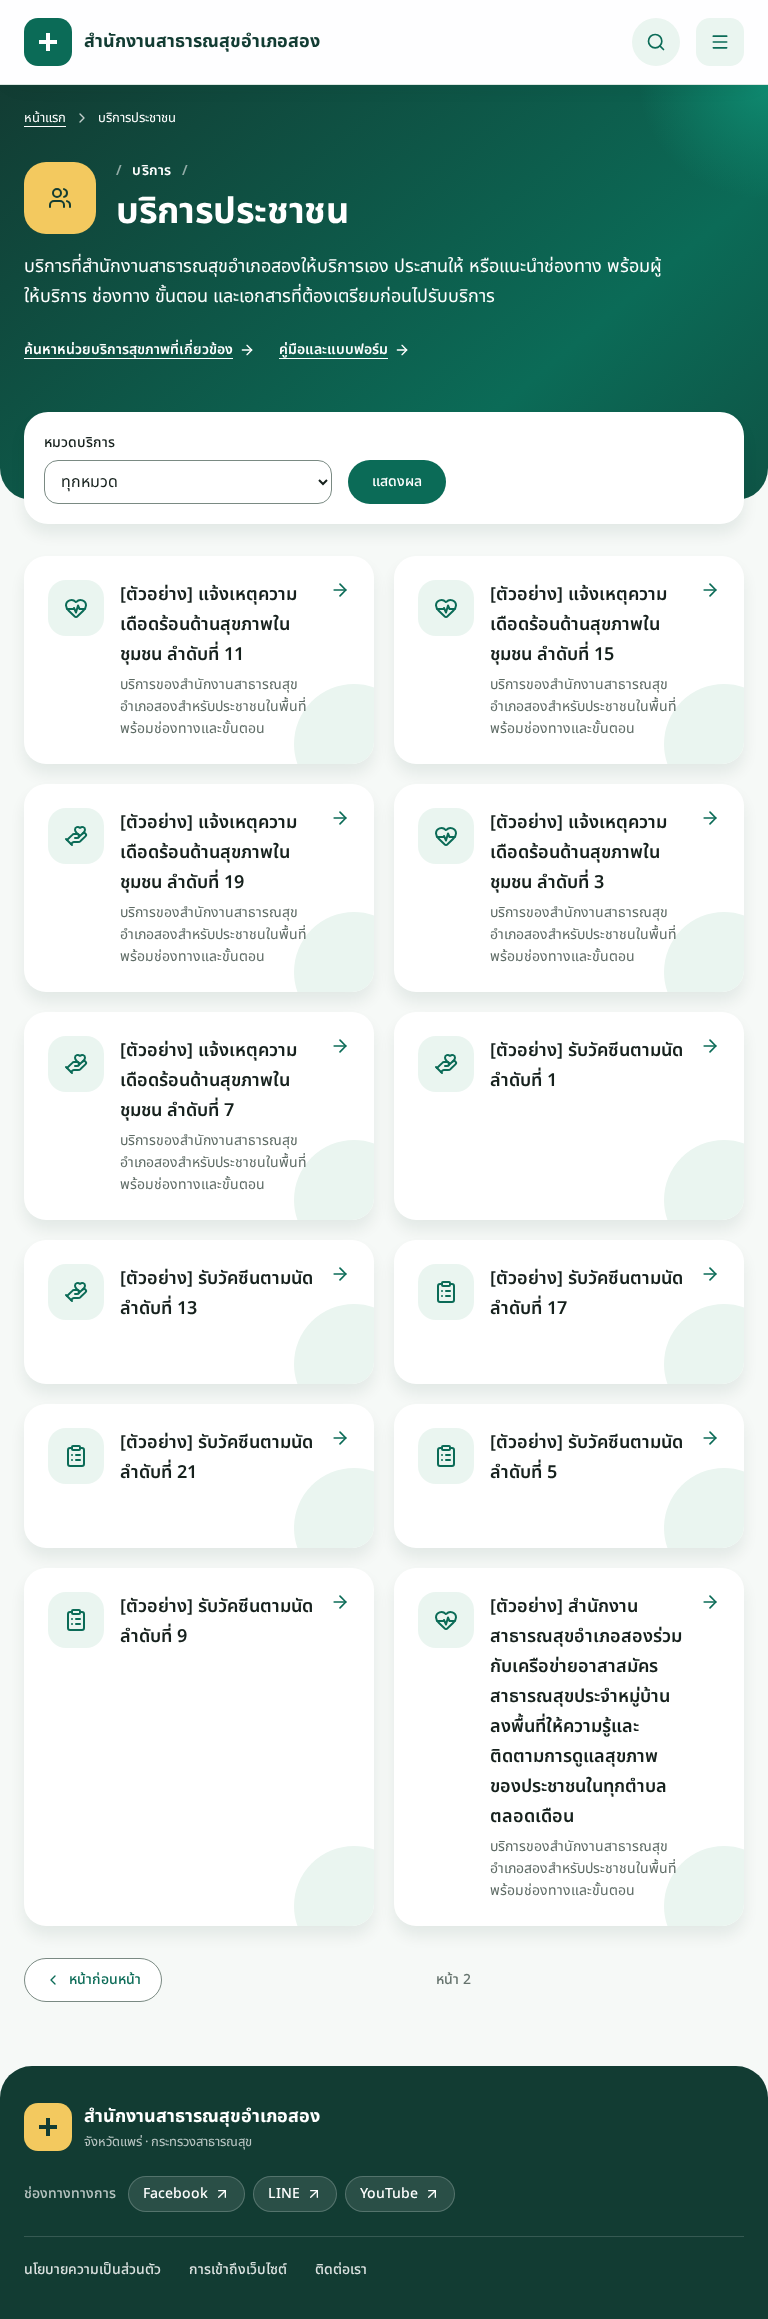 สำนักงานสาธารณสุขอำเภอสอง
หน้าแรก
บริการประชาชน
/ บริการ /
บริการประชาชน
บริการที่สำนักงานสาธารณสุขอำเภอสองให้บริการเอง ประสานให้ หรือแนะนำช่องทาง พร้อมผู้
ให้บริการ ช่องทาง ขั้นตอน และเอกสารที่ต้องเตรียมก่อนไปรับบริการ
ค้นหาหน่วยบริการสุขภาพที่เกี่ยวข้อง
คู่มือและแบบฟอร์ม
หมวดบริการ
ทุกหมวด
แสดงผล
[ตัวอย่าง] แจ้งเหตุความ
เดือดร้อนด้านสุขภาพใน
ชุมชน ลำดับที่ 11
บริการของสำนักงานสาธารณสุข
อำเภอสองสำหรับประชาชนในพื้นที่
พร้อมช่องทางและขั้นตอน
[ตัวอย่าง] แจ้งเหตุความ
เดือดร้อนด้านสุขภาพใน
ชุมชน ลำดับที่ 15
บริการของสำนักงานสาธารณสุข
อำเภอสองสำหรับประชาชนในพื้นที่
พร้อมช่องทางและขั้นตอน
[ตัวอย่าง] แจ้งเหตุความ
เดือดร้อนด้านสุขภาพใน
ชุมชน ลำดับที่ 19
บริการของสำนักงานสาธารณสุข
อำเภอสองสำหรับประชาชนในพื้นที่
พร้อมช่องทางและขั้นตอน
[ตัวอย่าง] แจ้งเหตุความ
เดือดร้อนด้านสุขภาพใน
ชุมชน ลำดับที่ 3
บริการของสำนักงานสาธารณสุข
อำเภอสองสำหรับประชาชนในพื้นที่
พร้อมช่องทางและขั้นตอน
[ตัวอย่าง] แจ้งเหตุความ
เดือดร้อนด้านสุขภาพใน
ชุมชน ลำดับที่ 7
บริการของสำนักงานสาธารณสุข
อำเภอสองสำหรับประชาชนในพื้นที่
พร้อมช่องทางและขั้นตอน
[ตัวอย่าง] รับวัคซีนตามนัด
ลำดับที่ 1
[ตัวอย่าง] รับวัคซีนตามนัด
ลำดับที่ 13
[ตัวอย่าง] รับวัคซีนตามนัด
ลำดับที่ 17
[ตัวอย่าง] รับวัคซีนตามนัด
ลำดับที่ 21
[ตัวอย่าง] รับวัคซีนตามนัด
ลำดับที่ 5
[ตัวอย่าง] รับวัคซีนตามนัด
ลำดับที่ 9
[ตัวอย่าง] สำนักงาน
สาธารณสุขอำเภอสองร่วม
กับเครือข่ายอาสาสมัคร
สาธารณสุขประจำหมู่บ้าน
ลงพื้นที่ให้ความรู้และ
ติดตามการดูแลสุขภาพ
ของประชาชนในทุกตำบล
ตลอดเดือน
บริการของสำนักงานสาธารณสุข
อำเภอสองสำหรับประชาชนในพื้นที่
พร้อมช่องทางและขั้นตอน
หน้าก่อนหน้า
หน้า 2
สำนักงานสาธารณสุขอำเภอสอง
จังหวัดแพร่ · กระทรวงสาธารณสุข
ช่องทางทางการ
Facebook
LINE
YouTube
นโยบายความเป็นส่วนตัว
การเข้าถึงเว็บไซต์
ติดต่อเรา